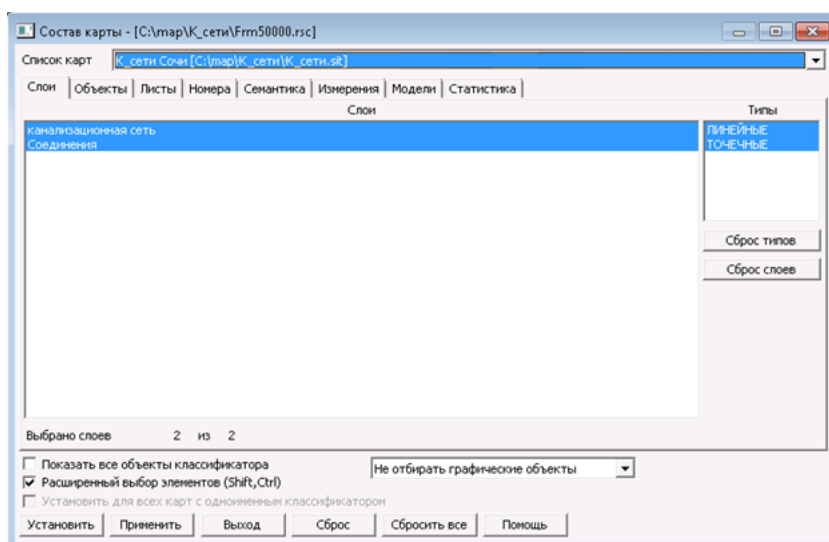 Состав карты - [C:\map\К_сети\Frm50000.rsc]
Список карт К_сети Сочи [C:\map\К_сети\К_сети.sit]
Слои Объекты Листы Номера Семантика Измерения Модели Статистика
Слои Типы
канализационная сеть ЛИНЕЙНЫЕ
Соединения ТОЧЕЧНЫЕ
Сброс типов
Сброс слоев
Выбрано слоев 2 из 2
Показать все объекты классификатора Не отбирать графические объекты
Расширенный выбор элементов (Shift,Ctrl)
Установить для всех карт с одноименным классификатором
Установить Применить Выход Сброс Сбросить все Помощь